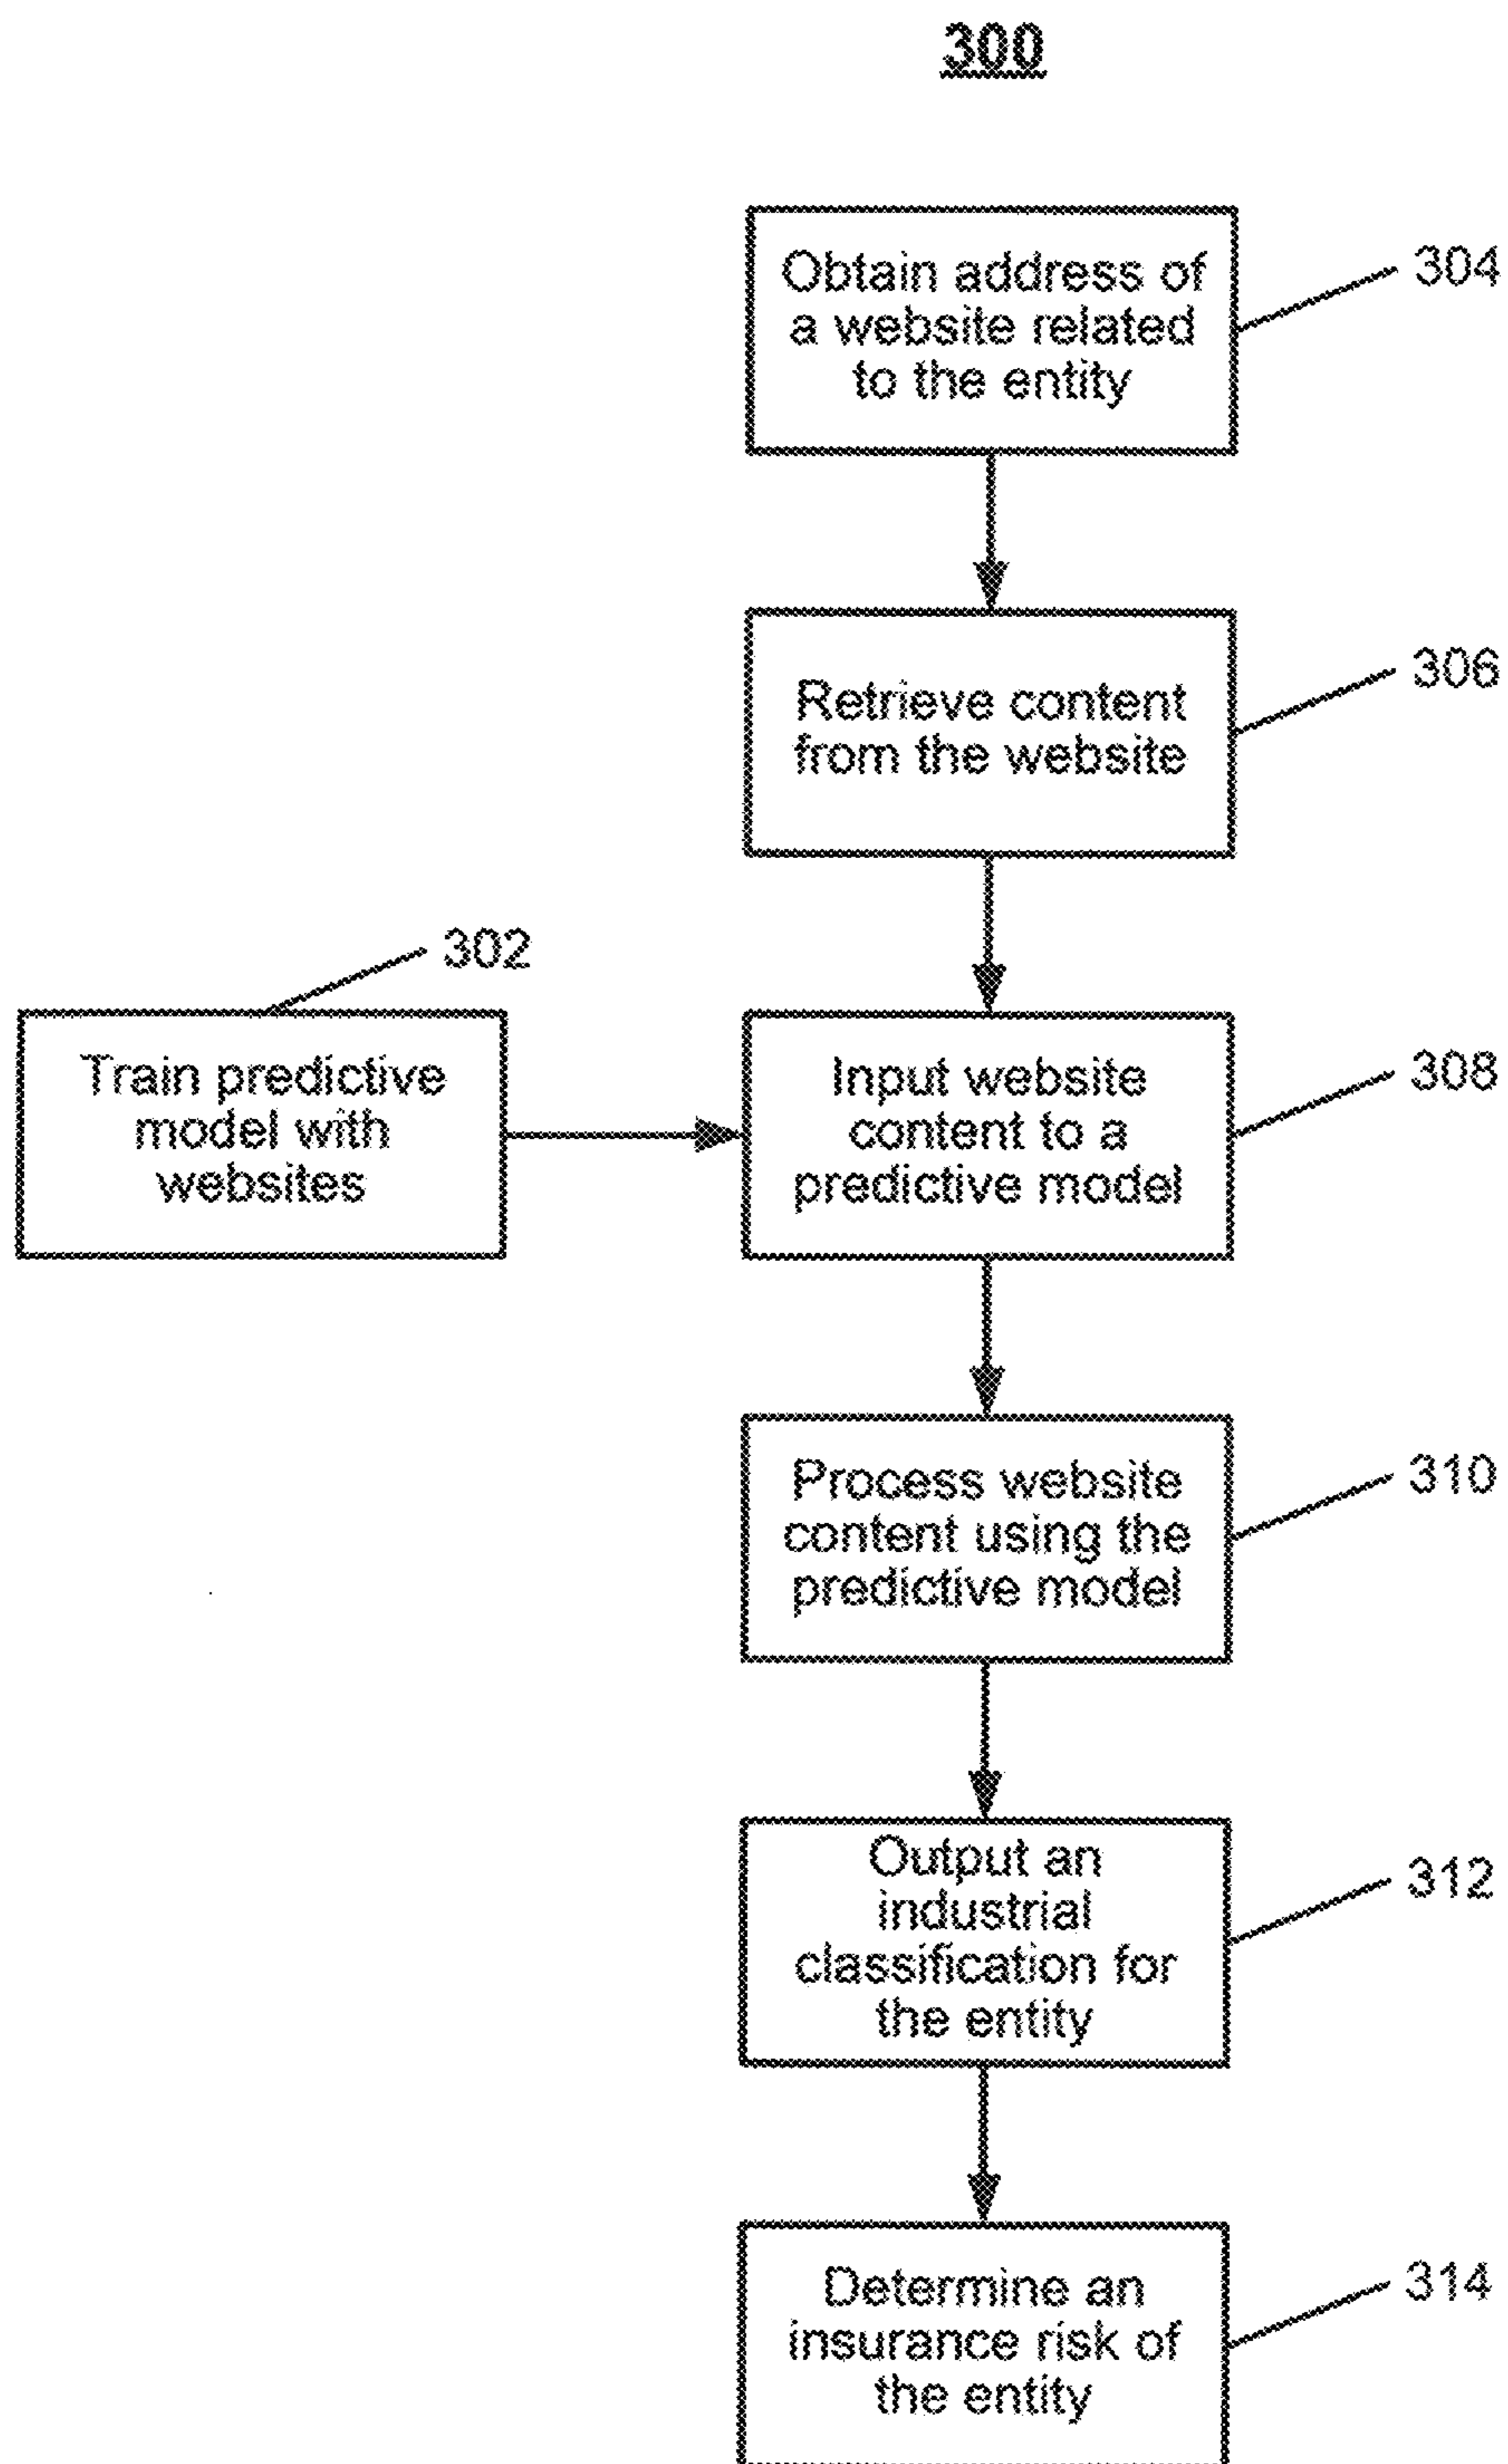 300
Obtain address of
a website related
to the entity
304
Retrieve content
from the website
306
302
Train predictive
model with
websites
Input website
content to a
predictive model
308
Process website
content using the
predictive model
310
Output an
industrial
classification for
the entity
312
Determine an
insurance risk of
the entity
314